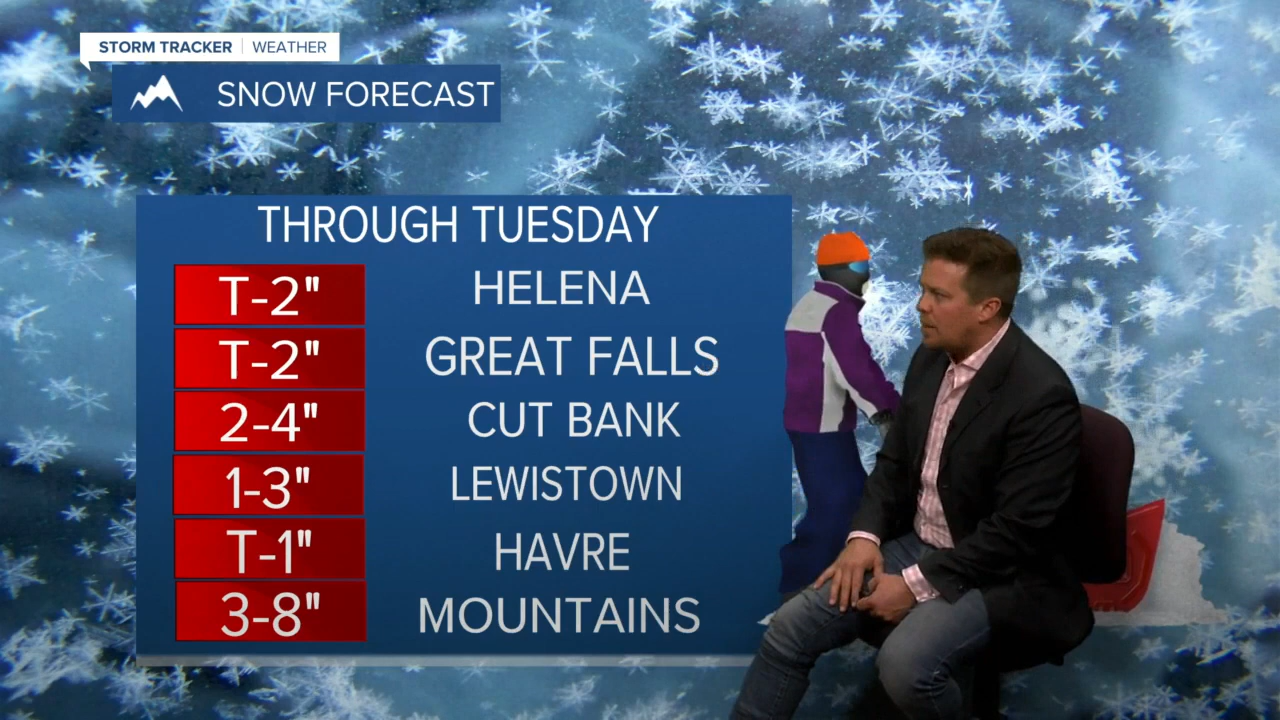 STORM TRACKER | WEATHER
SNOW FORECAST
THROUGH TUESDAY
T-2" HELENA
T-2" GREAT FALLS
2-4" CUT BANK
1-3" LEWISTOWN
T-1" HAVRE
3-8" MOUNTAINS